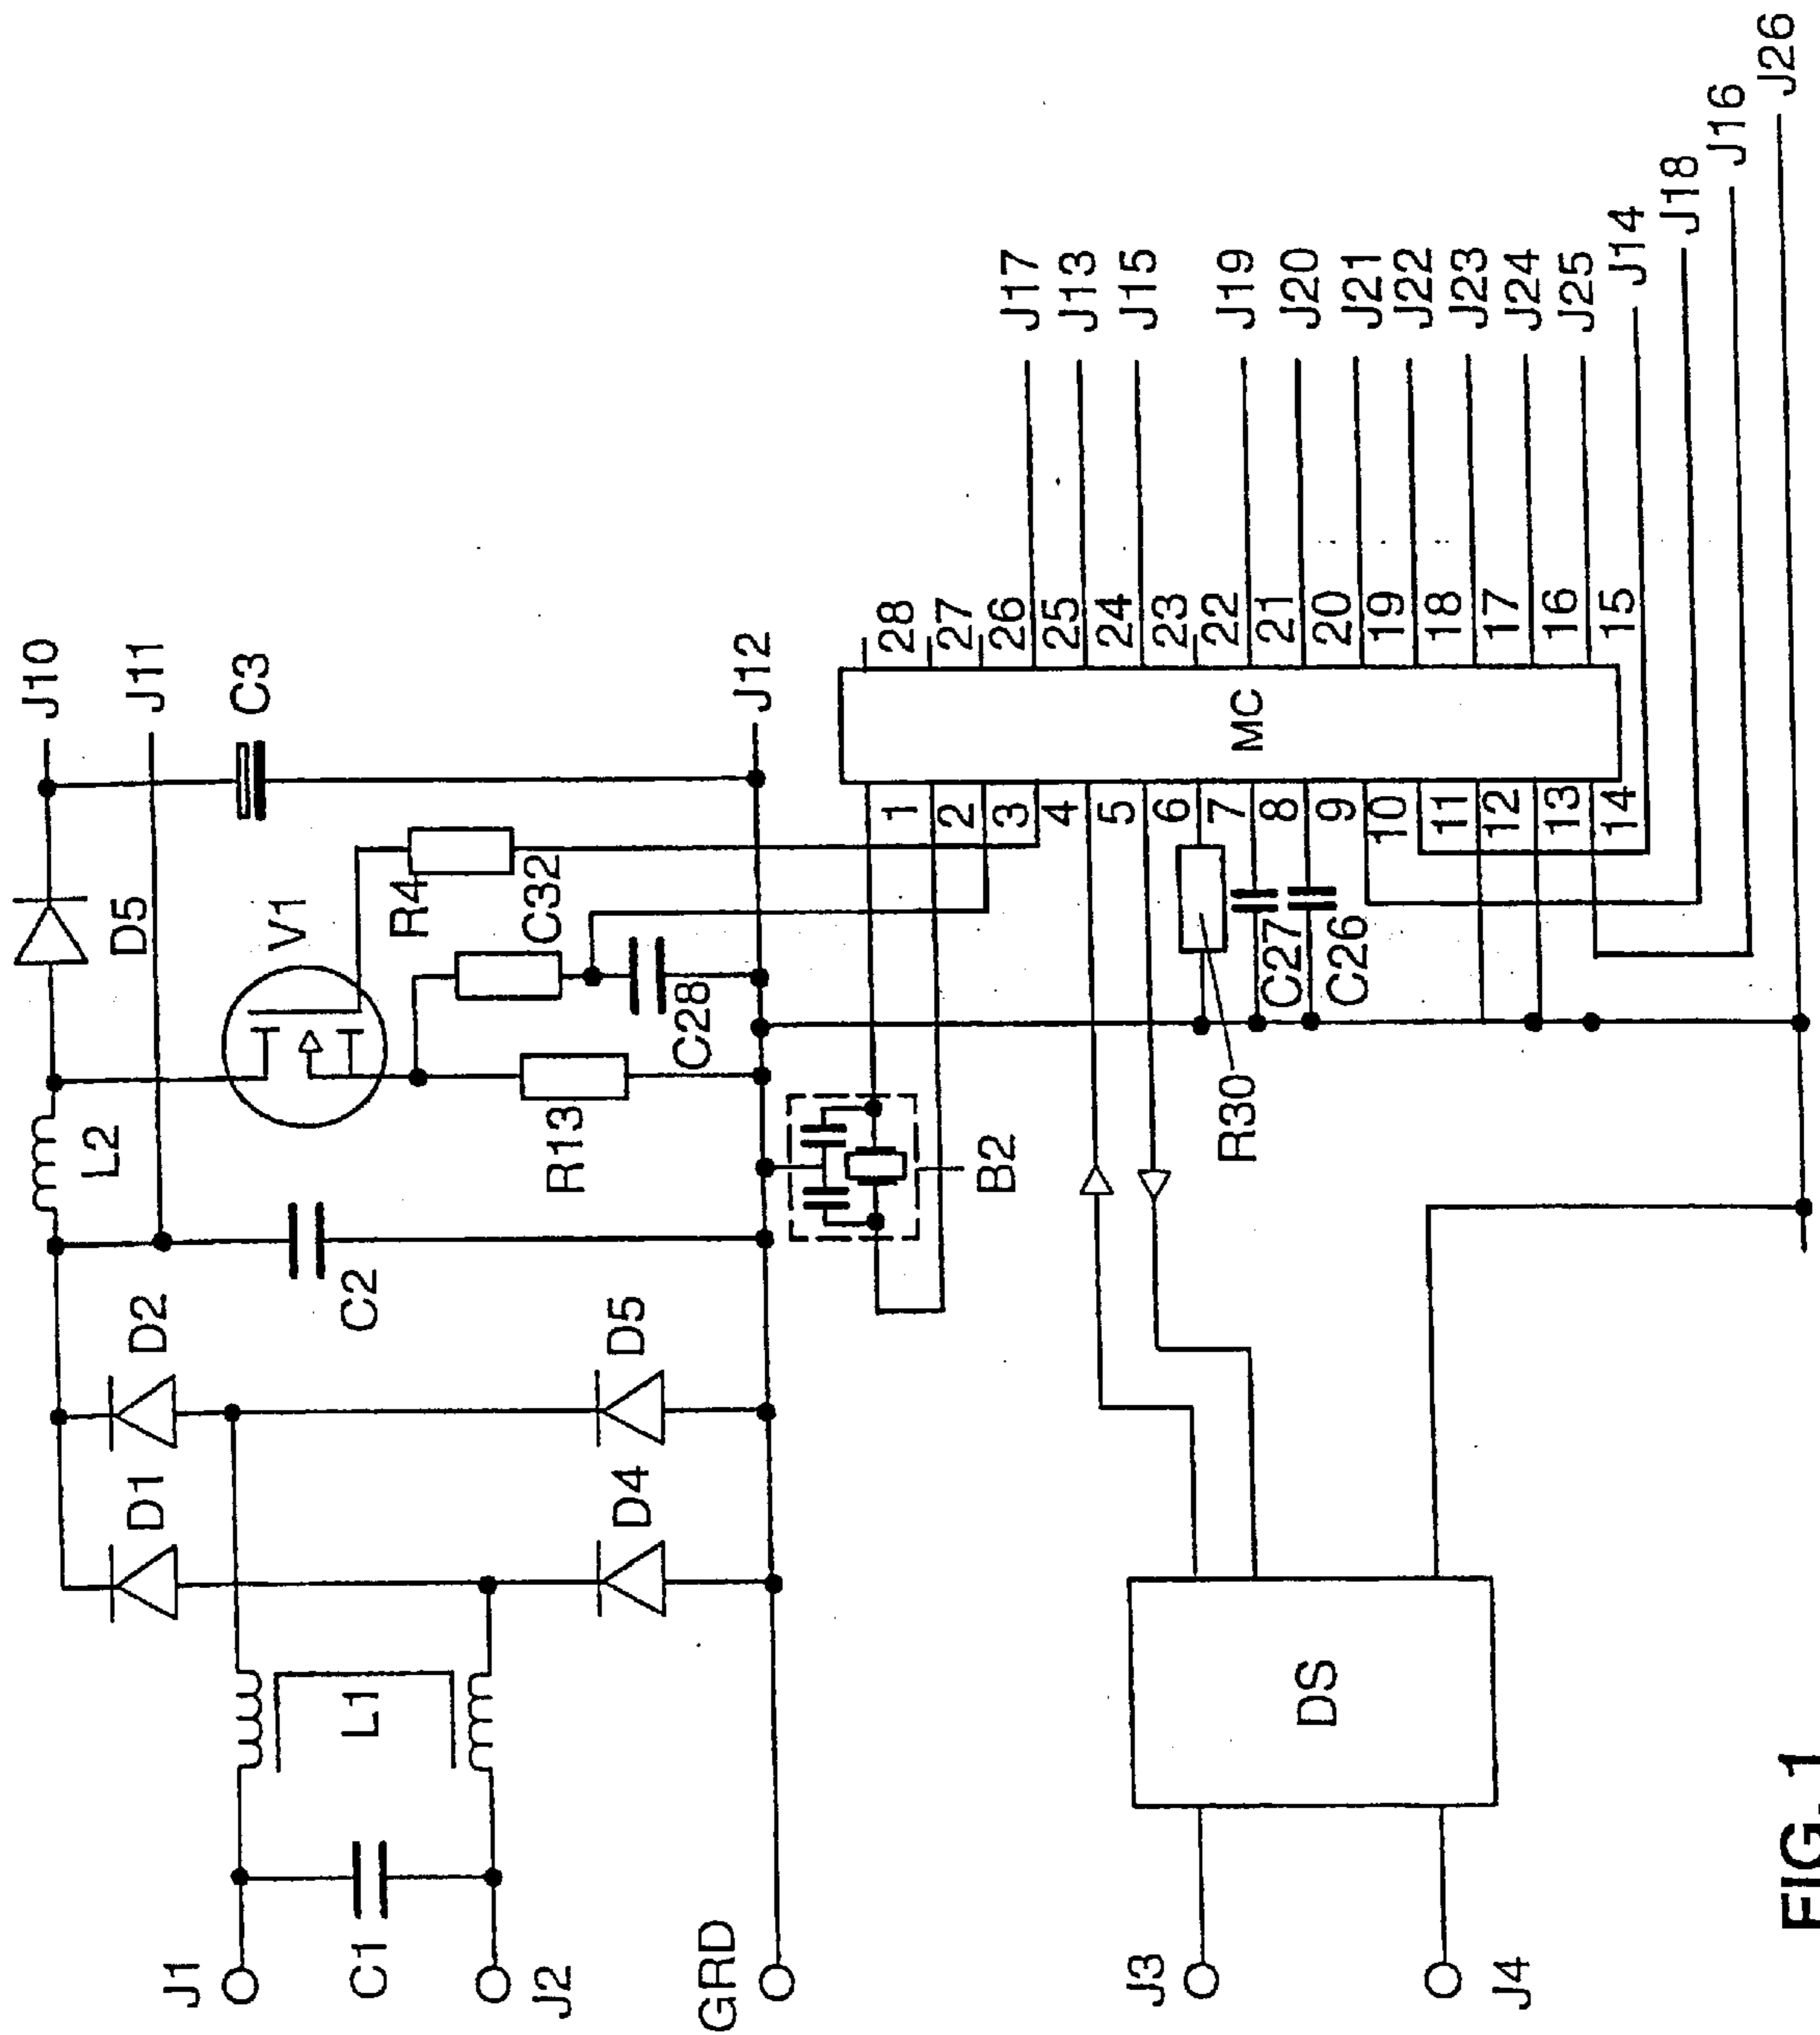 J10
J11
C3
D5
V1
R4
C32
C28
J12
L2
R13
C2
D2
D5
D1
D4
L1
J1
C1
J2
GRD
B2
28
27
26
25
24
23
22
21
20
19
18
17
16
15
MC
1
2
3
4
5
6
7
8
9
10
11
12
13
14
J17
J13
J15
J19
J20
J21
J22
J23
J24
J25
J14
J18
J16
J26
C27
C26
R30
DS
J3
J4
FIG. 1